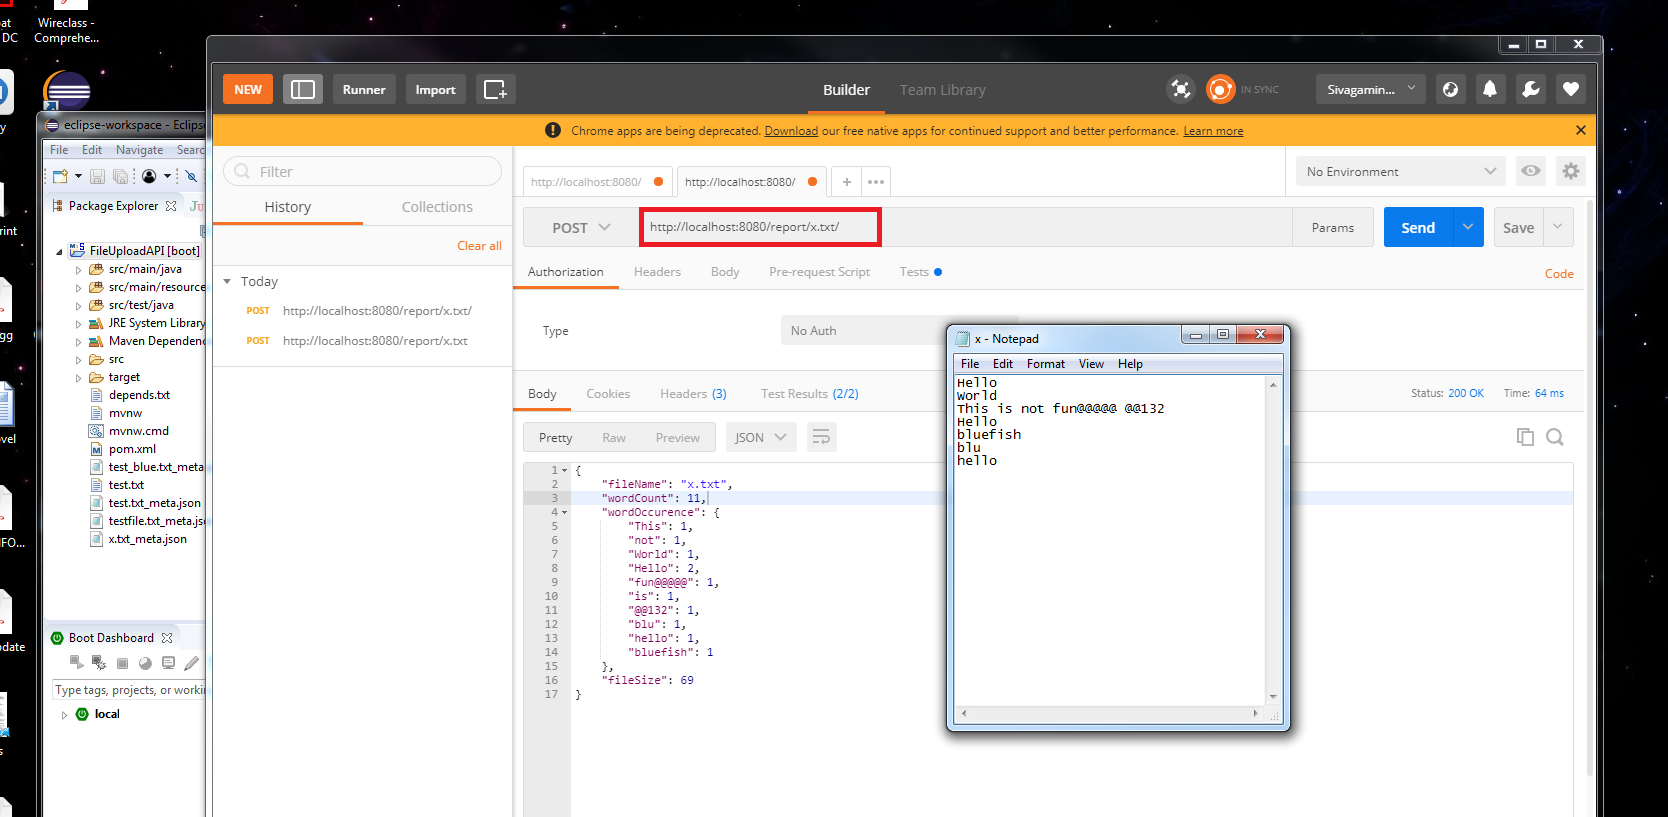 Wireclass -
DC Comprehe...
eclipse-workspace - Eclipse
File Edit Navigate Searc
Package Explorer Ju
FileUploadAPI [boot]
src/main/java
src/main/resource
src/test/java
JRE System Library
Maven Dependenc
src
target
depends.txt
mvnw
mvnw.cmd
pom.xml
test_blue.txt_meta
test.txt
test.txt_meta.json
testfile.txt_meta.jsc
x.txt_meta.json
Boot Dashboard
Type tags, projects, or workin
local
NEW Runner Import Builder Team Library IN SYNC Sivagamin...
Chrome apps are being deprecated. Download our free native apps for continued support and better performance. Learn more
Filter
History Collections
Clear all
Today
POST http://localhost:8080/report/x.txt/
POST http://localhost:8080/report/x.txt
http://localhost:8080/ http://localhost:8080/ + ••• No Environment
POST http://localhost:8080/report/x.txt/ Params Send Save
Authorization Headers Body Pre-request Script Tests Code
Type No Auth
Body Cookies Headers (3) Test Results (2/2) Status: 200 OK Time: 64 ms
Pretty Raw Preview JSON
1 {
2 "fileName": "x.txt",
3 "wordCount": 11,
4 "wordOccurence": {
5 "This": 1,
6 "not": 1,
7 "World": 1,
8 "Hello": 2,
9 "fun@@@@@": 1,
10 "is": 1,
11 "@@132": 1,
12 "blu": 1,
13 "hello": 1,
14 "bluefish": 1
15 },
16 "fileSize": 69
17 }
x - Notepad
File Edit Format View Help
Hello
World
This is not fun@@@@@ @@132
Hello
bluefish
blu
hello